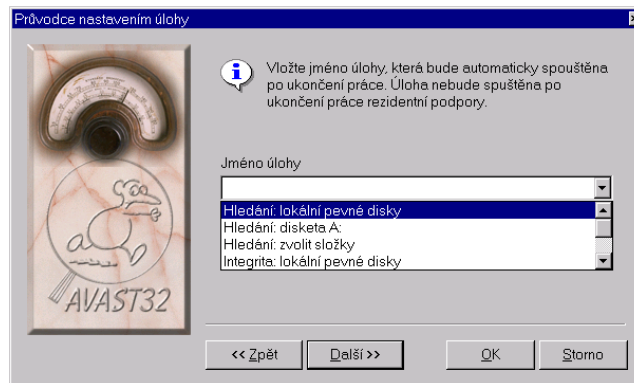 Průvodce nastavením úlohy
Vložte jméno úlohy, která bude automaticky spouštěna
po ukončení práce. Úloha nebude spuštěna po
ukončení práce rezidentní podpory.
Jméno úlohy
Hledání: lokální pevné disky
Hledání: disketa A:
Hledání: zvolit složky
Integrita: lokální pevné disky
AVAST32
<< Zpět
Další >>
OK
Storno